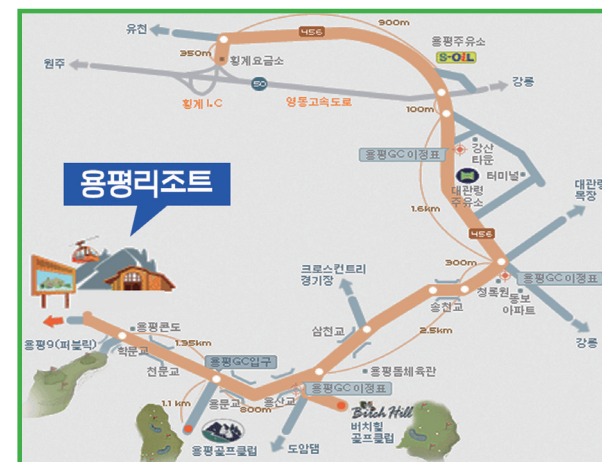 유천
456
900m
350m
용평주유소
S-OIL
원주
횡계요금소
50
강릉
횡계 I.C
영동고속도로
100m
용평GC 이정표
강산
타운
터미널
용평리조트
대관령
주유소
대관령
목장
1.6km
456
300m
크로스컨트리
경기장
용평GC 이정표
청록원
동보
아파트
송천교
강릉
삼천교
2.5km
용평콘도
1.35km
용평9(퍼블릭)
학문교
천문교
용평GC입구
용평돔체육관
용평GC 이정표
1.1 km
용문교
800m
용산교
Birch Hill
버치힐
골프클럽
용평골프클럽
도암댐